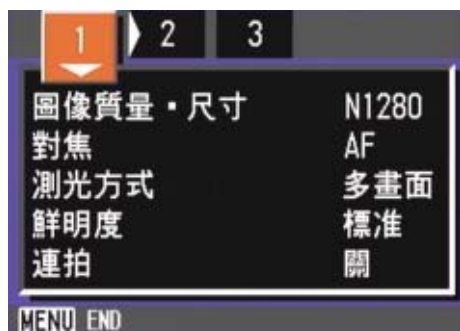 1 2 3
圖像質量▪尺寸 N1280
對焦 AF
測光方式 多畫面
鮮明度 標准
連拍 關
MENU END